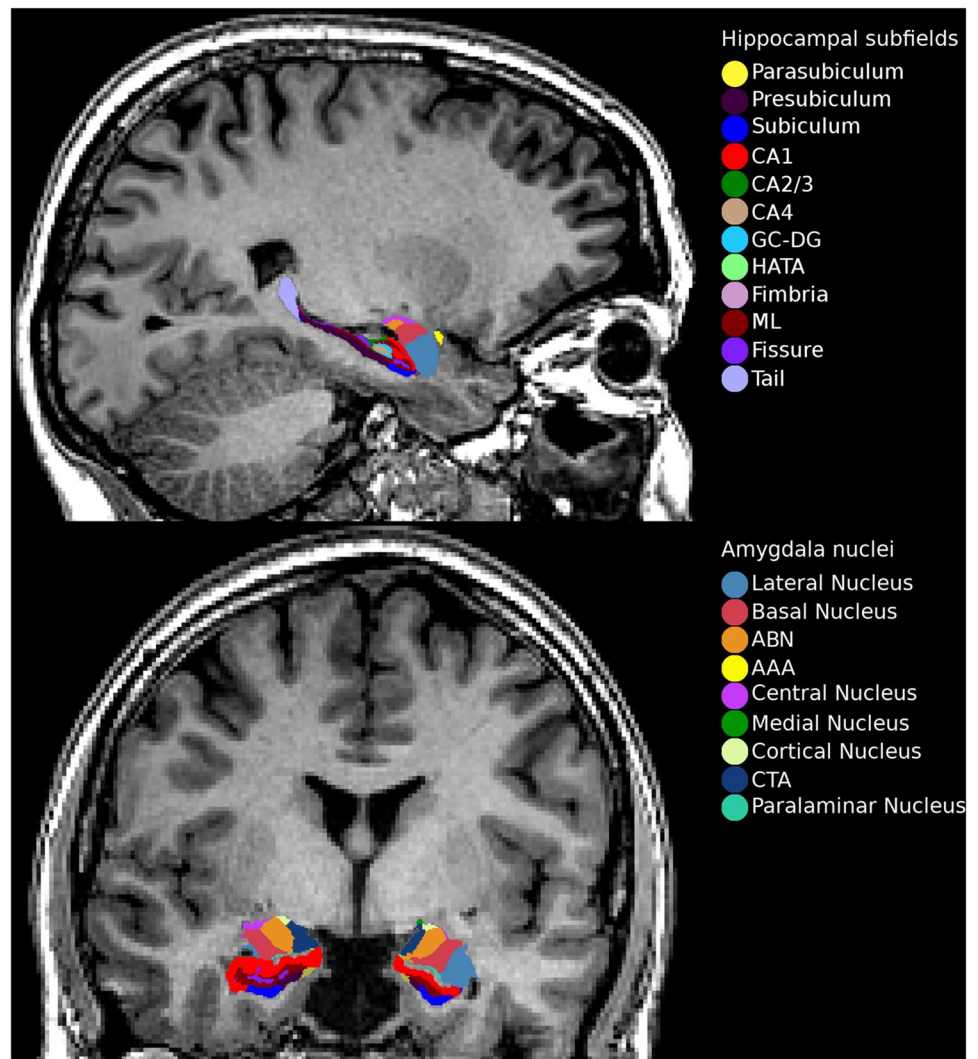 Hippocampal subfields
Parasubiculum
Presubiculum
Subiculum
CA1
CA2/3
CA4
GC-DG
HATA
Fimbria
ML
Fissure
Tail
Amygdala nuclei
Lateral Nucleus
Basal Nucleus
ABN
AAA
Central Nucleus
Medial Nucleus
Cortical Nucleus
CTA
Paralaminar Nucleus